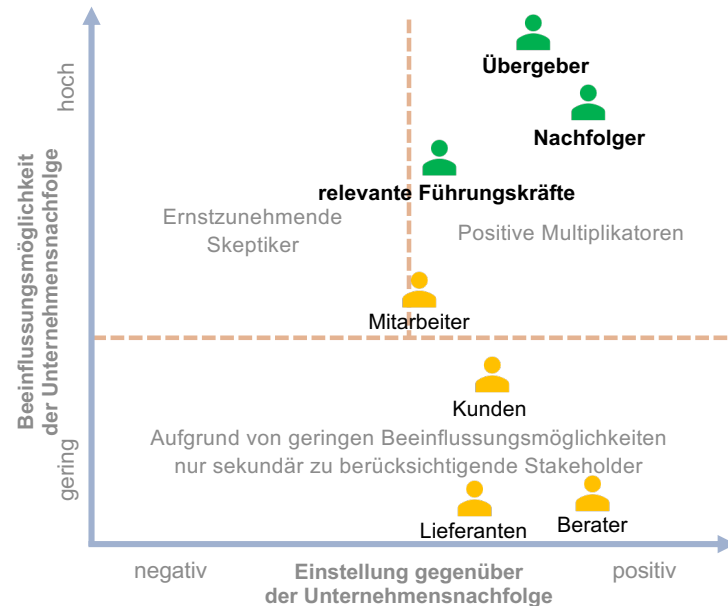 Übergeber
hoch
Nachfolger
relevante Führungskräfte
Beeinflussungsmöglichkeit
der Unternehmensnachfolge
Ernstzunehmende
Skeptiker
Positive Multiplikatoren
Mitarbeiter
Kunden
Aufgrund von geringen Beeinflussungsmöglichkeiten
nur sekundär zu berücksichtigende Stakeholder
gering
Lieferanten
Berater
negativ
Einstellung gegenüber
der Unternehmensnachfolge
positiv